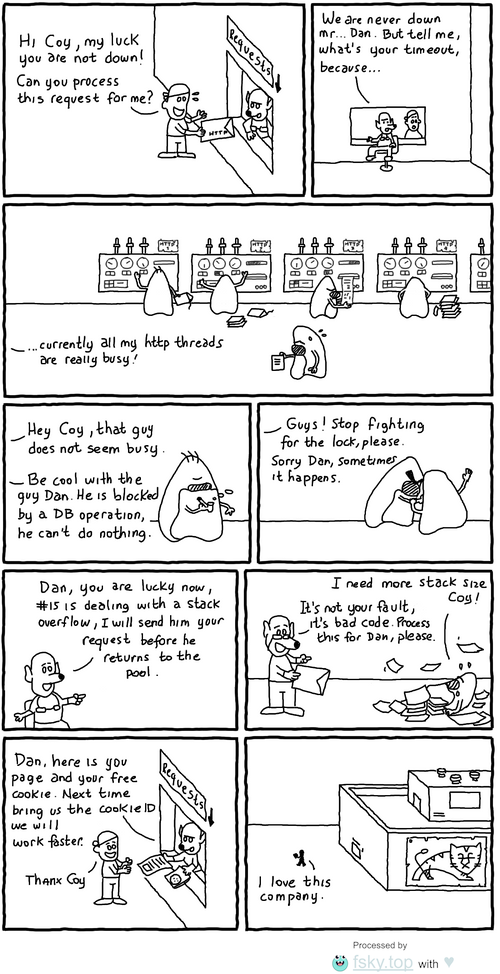 Hi Coy, my luck
you are not down!
Can you process
this request for me?
Requests
HTTP
We are never down
mr... Dan. But tell me,
what's your timeout,
because...
...currently all my http threads
are really busy!
Hey Coy, that guy
does not seem busy.
Be cool with the
guy Dan. He is blocked
by a DB operation,
he can't do nothing.
Guys! Stop fighting
for the lock, please.
Sorry Dan, sometimes
it happens.
Dan, you are lucky now,
#15 is dealing with a stack
overflow, I will send him your
request before he
returns to the
pool.
I need more stack size
Coy!
It's not your fault,
it's bad code. Process
this for Dan, please.
Dan, here is you
page and your free
cookie. Next time
bring us the cookieID
we will
work faster.
Requests
Thanx Coy
I love this
company.
Processed by
fsky.top with